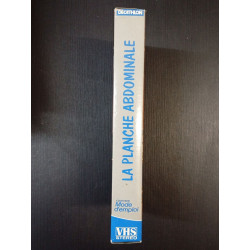 DECATHLON
LA PLANCHE ABDOMINALE
Mode
d'emploi
VHS
STEREO